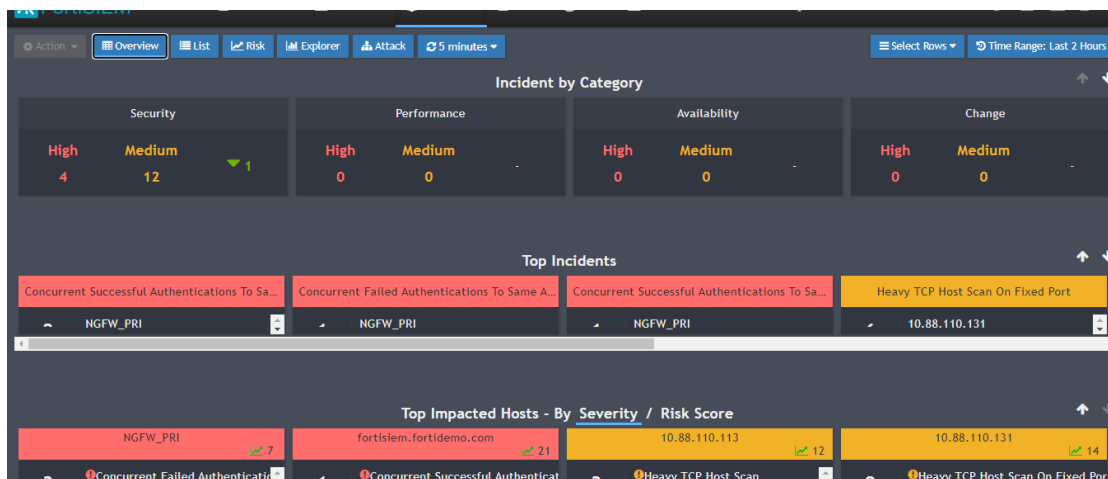 FortiSIEM
Action Overview List Risk Explorer Attack 5 minutes Select Rows Time Range: Last 2 Hours
Incident by Category
Security Performance Availability Change
High Medium High Medium High Medium High Medium
4 12 1 0 0 - 0 0 - 0 0 -
Top Incidents
Concurrent Successful Authentications To Sa... Concurrent Failed Authentications To Same A... Concurrent Successful Authentications To Sa... Heavy TCP Host Scan On Fixed Port
NGFW_PRI NGFW_PRI NGFW_PRI 10.88.110.131
Top Impacted Hosts - By Severity / Risk Score
NGFW_PRI fortisiem.fortidemo.com 10.88.110.113 10.88.110.131
7 21 12 14
Concurrent Failed Authenticatic Concurrent Successful Authenticat Heavy TCP Host Scan Heavy TCP Host Scan On Fixed Por